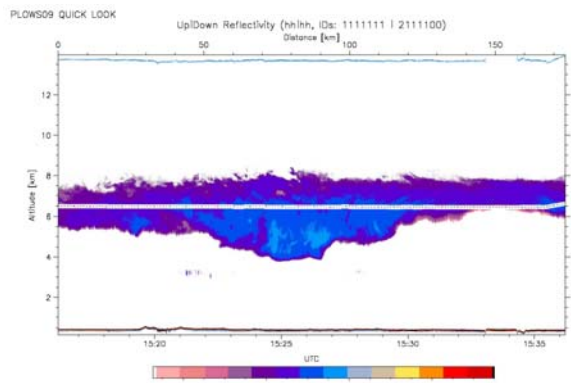 PLOWS09 QUICK LOOK
Up|Down Reflectivity (hh|hh, IDs: 1111111 | 2111100)
Distance [km]
0 50 100 150
12
10
8
6
4
2
Altitude [km]
15:20 15:25 15:30 15:35
UTC